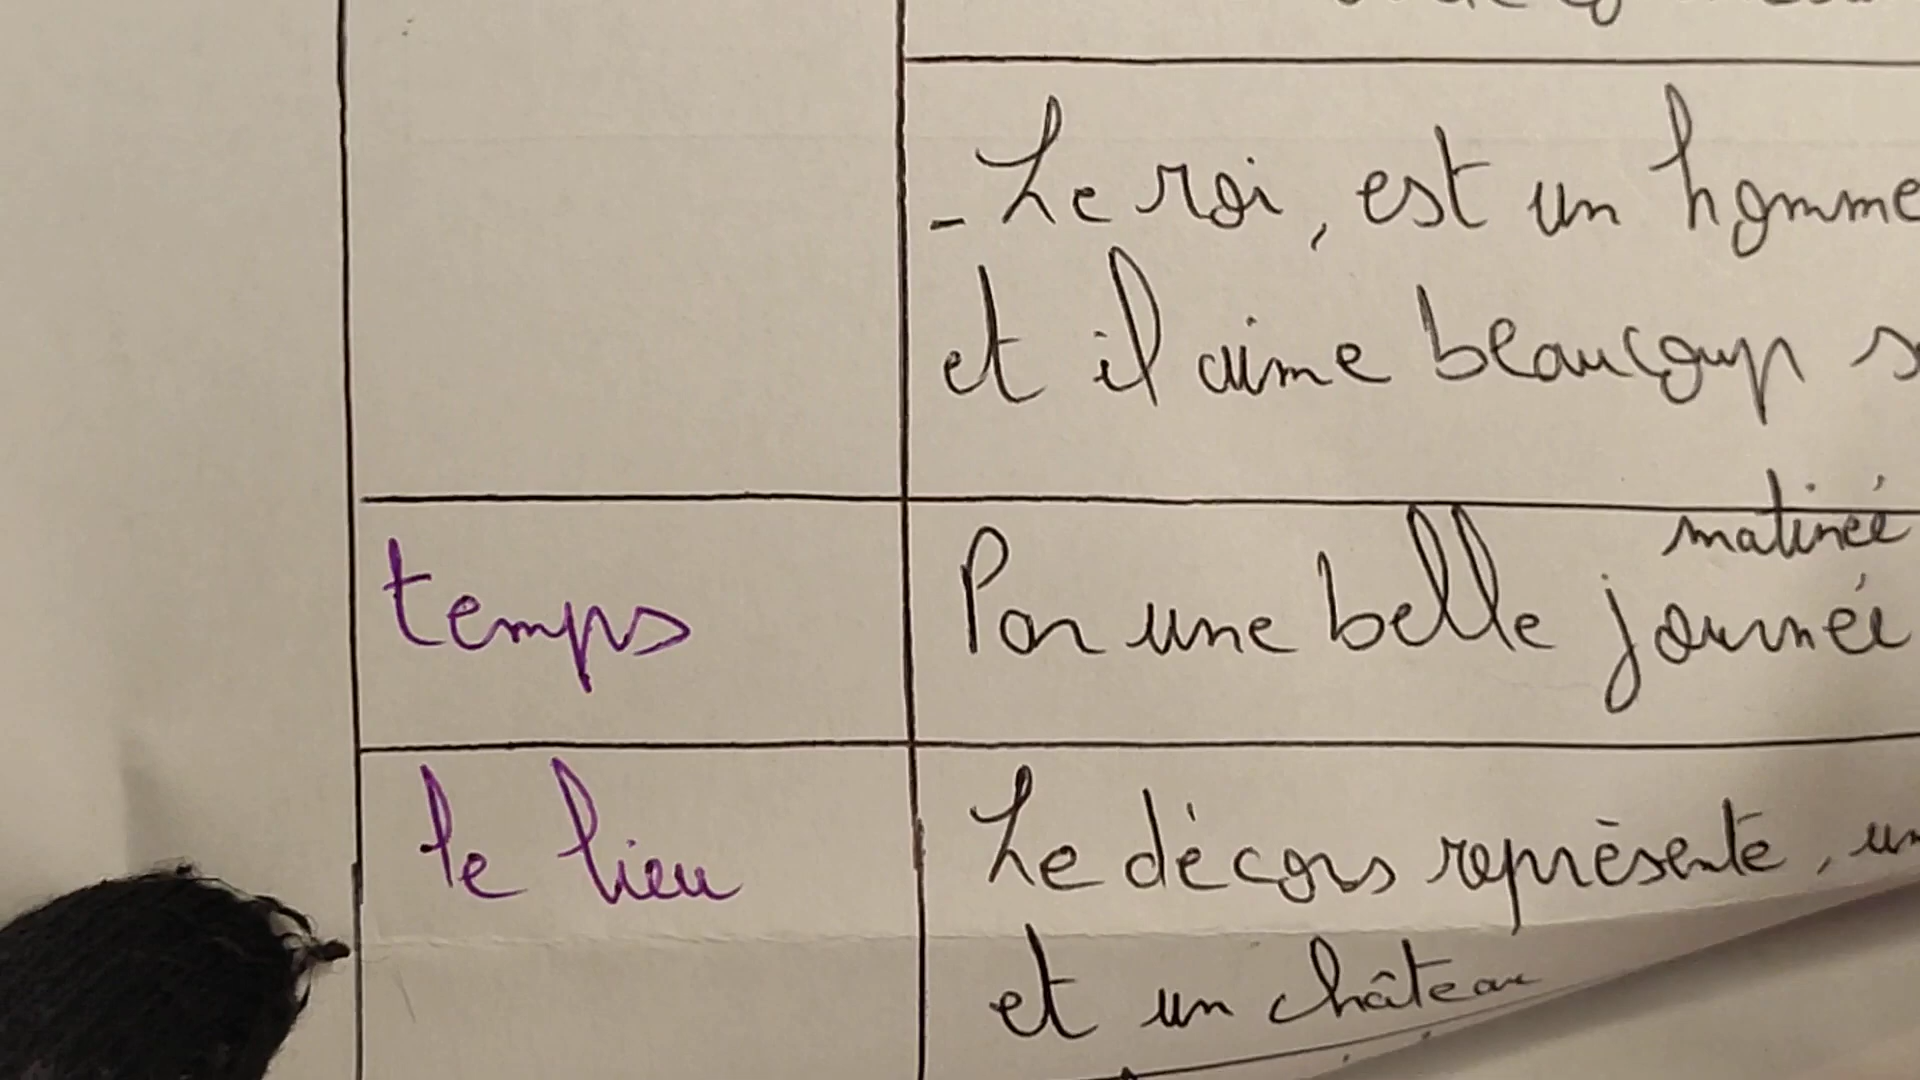 - Le roi, est un homme
et il aime beaucoup
temps
matinée
Par une belle journée
le lieu
Le décors représente, un
et un château